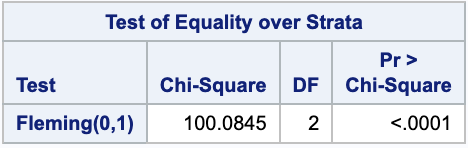 Test of Equality over Strata
Test Chi-Square DF Pr > Chi-Square
Fleming(0,1) 100.0845 2 <.0001